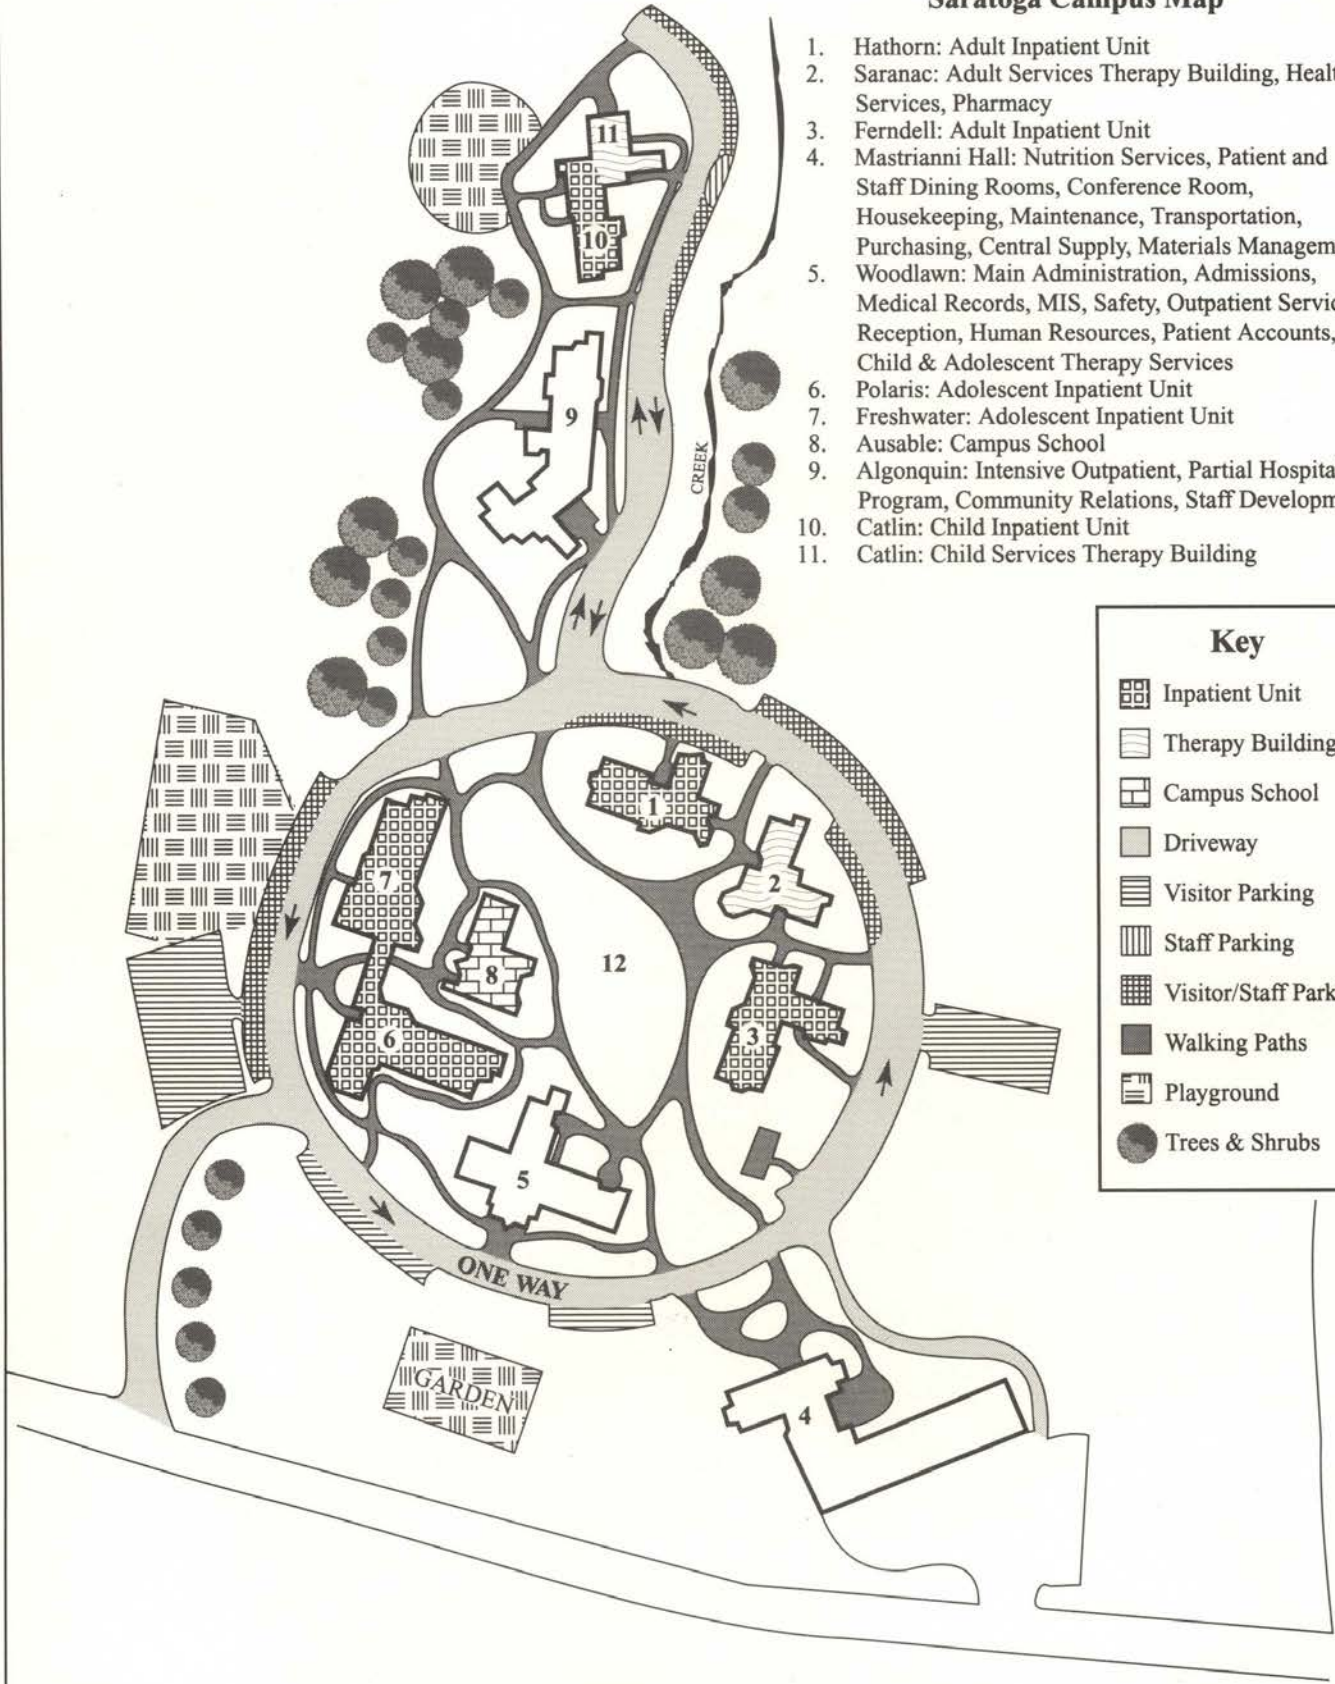 Saratoga Campus Map
1. Hathorn: Adult Inpatient Unit
2. Saranac: Adult Services Therapy Building, Healt
Services, Pharmacy
3. Ferndell: Adult Inpatient Unit
4. Mastrianni Hall: Nutrition Services, Patient and
Staff Dining Rooms, Conference Room,
Housekeeping, Maintenance, Transportation,
Purchasing, Central Supply, Materials Managem
5. Woodlawn: Main Administration, Admissions,
Medical Records, MIS, Safety, Outpatient Servic
Reception, Human Resources, Patient Accounts,
Child & Adolescent Therapy Services
6. Polaris: Adolescent Inpatient Unit
7. Freshwater: Adolescent Inpatient Unit
8. Ausable: Campus School
9. Algonquin: Intensive Outpatient, Partial Hospita
Program, Community Relations, Staff Developm
10. Catlin: Child Inpatient Unit
11. Catlin: Child Services Therapy Building
11
10
9
CREEK
Key
Inpatient Unit
Therapy Building
Campus School
Driveway
Visitor Parking
Staff Parking
Visitor/Staff Park
Walking Paths
Playground
Trees & Shrubs
1
2
7
8
12
3
6
5
ONE WAY
GARDEN
4